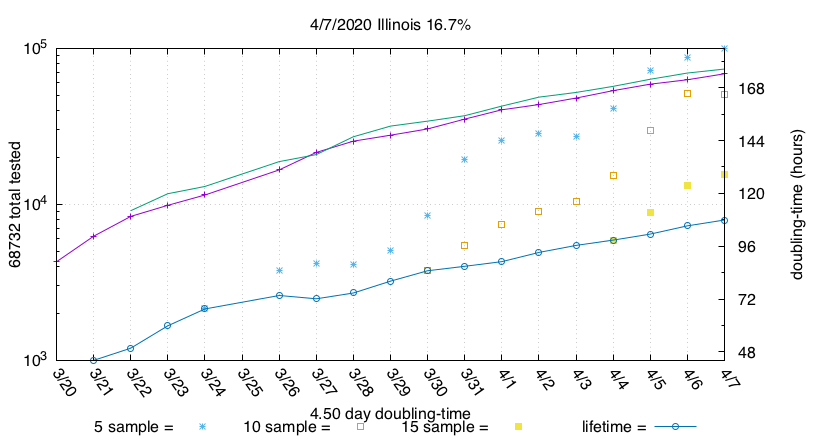 4/7/2020 Illinois 16.7%
10^5
10^4
10^3
68732 total tested
168
144
120
96
72
48
doubling-time (hours)
3/20 3/21 3/22 3/23 3/24 3/25 3/26 3/27 3/28 3/29 3/30 3/31 4/1 4/2 4/3 4/4 4/5 4/6 4/7
4.50 day doubling-time
5 sample = 10 sample = 15 sample = lifetime =